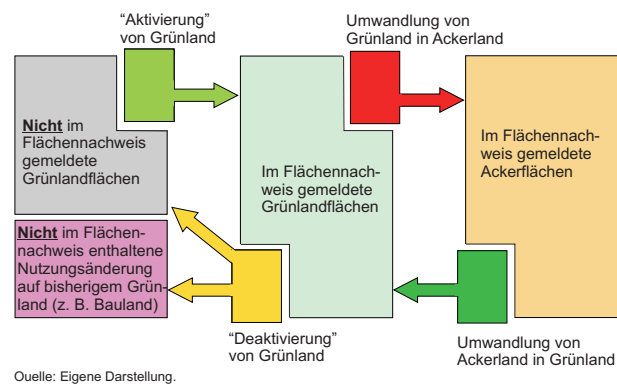 “Aktivierung”
von Grünland
Umwandlung von
Grünland in Ackerland
Nicht im
Flächennachweis
gemeldete
Grünlandflächen
Im Flächennach-
weis gemeldete
Grünlandflächen
Im Flächennach-
weis gemeldete
Ackerflächen
Nicht im Flächen-
nachweis enthaltene
Nutzungsänderung
auf bisherigem Grün-
land (z. B. Bauland)
“Deaktivierung”
von Grünland
Umwandlung von
Ackerland in Grünland
Quelle: Eigene Darstellung.